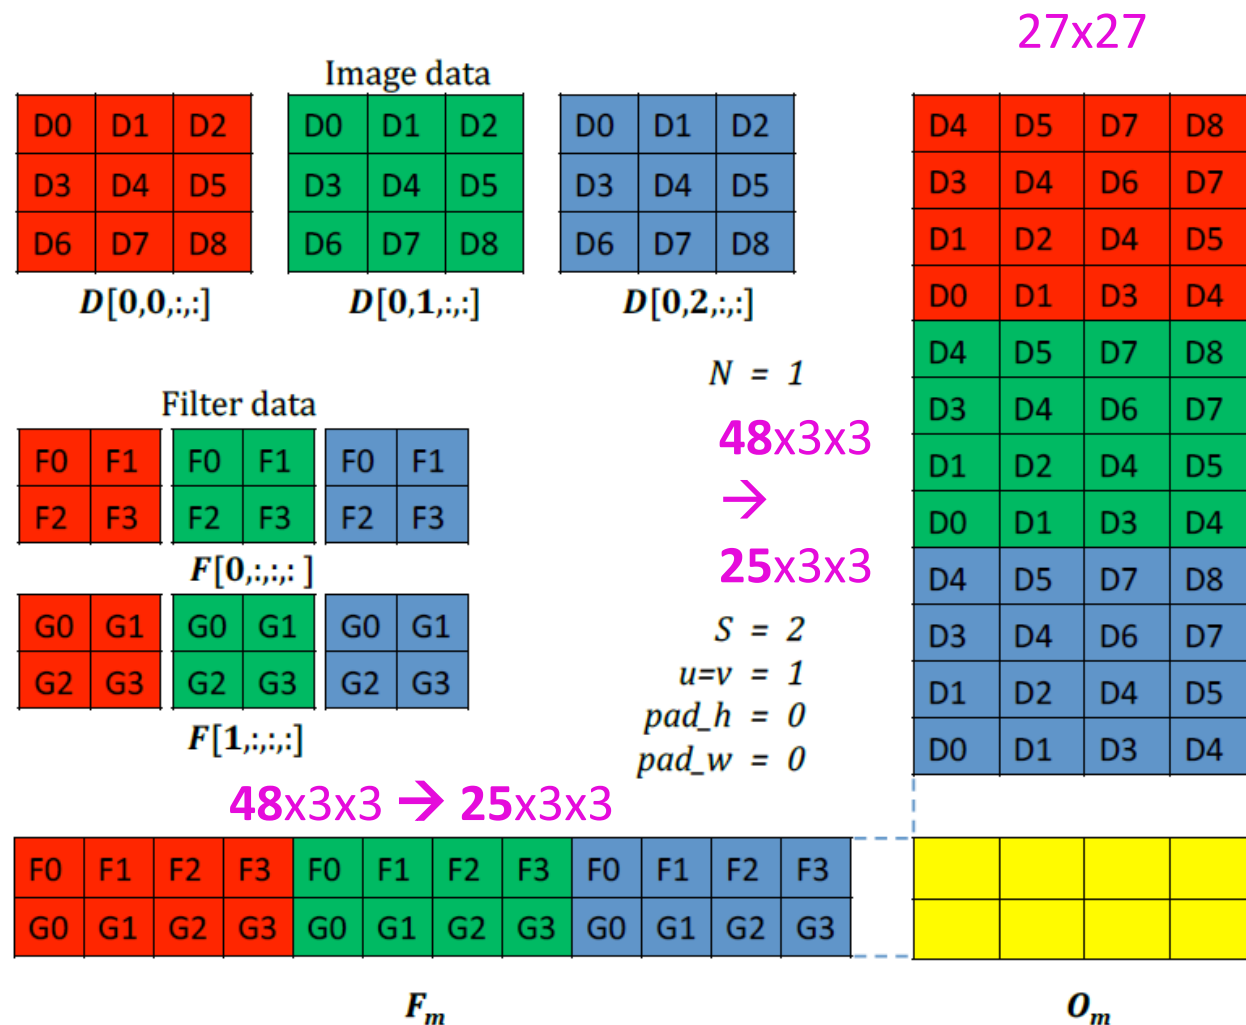 27x27
Image data
D0 D1 D2 D0 D1 D2 D0 D1 D2
D3 D4 D5 D3 D4 D5 D3 D4 D5
D6 D7 D8 D6 D7 D8 D6 D7 D8
D[0,0,:,:] D[0,1,:,:] D[0,2,:,:]
Filter data
F0 F1 F0 F1 F0 F1
F2 F3 F2 F3 F2 F3
F[0,:,:,: ]
G0 G1 G0 G1 G0 G1
G2 G3 G2 G3 G2 G3
F[1,:,:,:]
N = 1
48x3x3
→
25x3x3
S = 2
u=v = 1
pad_h = 0
pad_w = 0
D4 D5 D7 D8
D3 D4 D6 D7
D1 D2 D4 D5
D0 D1 D3 D4
D4 D5 D7 D8
D3 D4 D6 D7
D1 D2 D4 D5
D0 D1 D3 D4
D4 D5 D7 D8
D3 D4 D6 D7
D1 D2 D4 D5
D0 D1 D3 D4
48x3x3 → 25x3x3
F0 F1 F2 F3 F0 F1 F2 F3 F0 F1 F2 F3
G0 G1 G2 G3 G0 G1 G2 G3 G0 G1 G2 G3
Fm Om